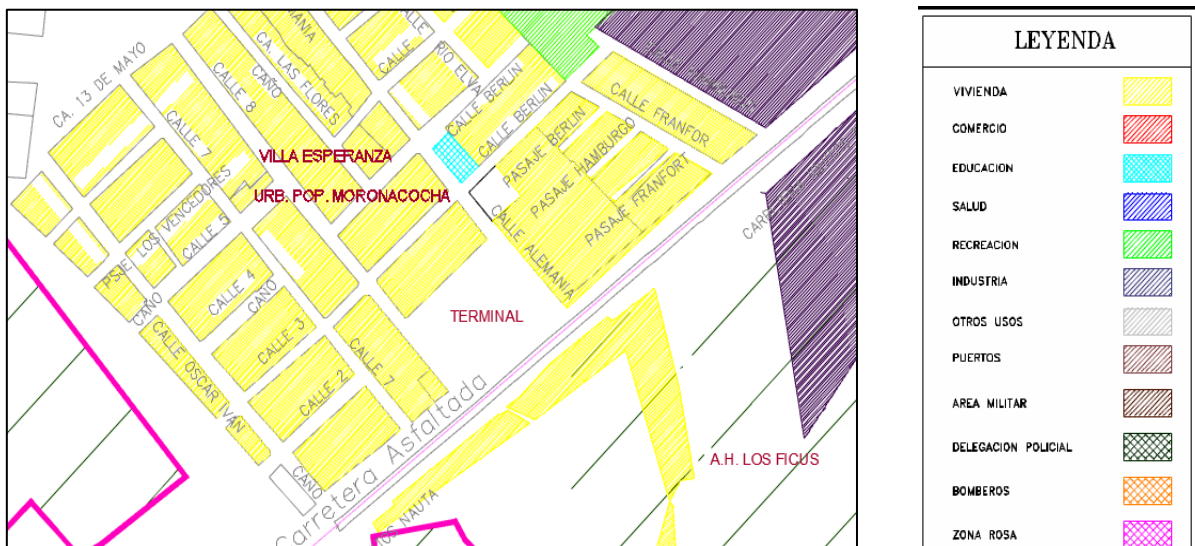 CA. 13 DE MAYO
CALLE 7
CALLE 8
CAÑO
CA. LAS FLORES
MANIA
CALLE
RIO ELVA
CALLE BERLIN
CALLE BERLIN
CALLE FRANFOR
PASAJE BERLIN
PASAJE HAMBURGO
PASAJE FRANFORT
CALLE ALEMANIA
VILLA ESPERANZA
URB. POP. MORONACOCHA
PSJE. LOS VENCEDORES
CALLE 5
CALLE 4
CAÑO
CAÑO
CALLE 3
CALLE OSCAR IVAN
CALLE 2
CALLE 7
CAÑO
TERMINAL
Carretera Asfaltada
A.H. LOS FICUS
NAUTA
LEYENDA
VIVIENDA
COMERCIO
EDUCACION
SALUD
RECREACION
INDUSTRIA
OTROS USOS
PUERTOS
AREA MILITAR
DELEGACION POLICIAL
BOMBEROS
ZONA ROSA